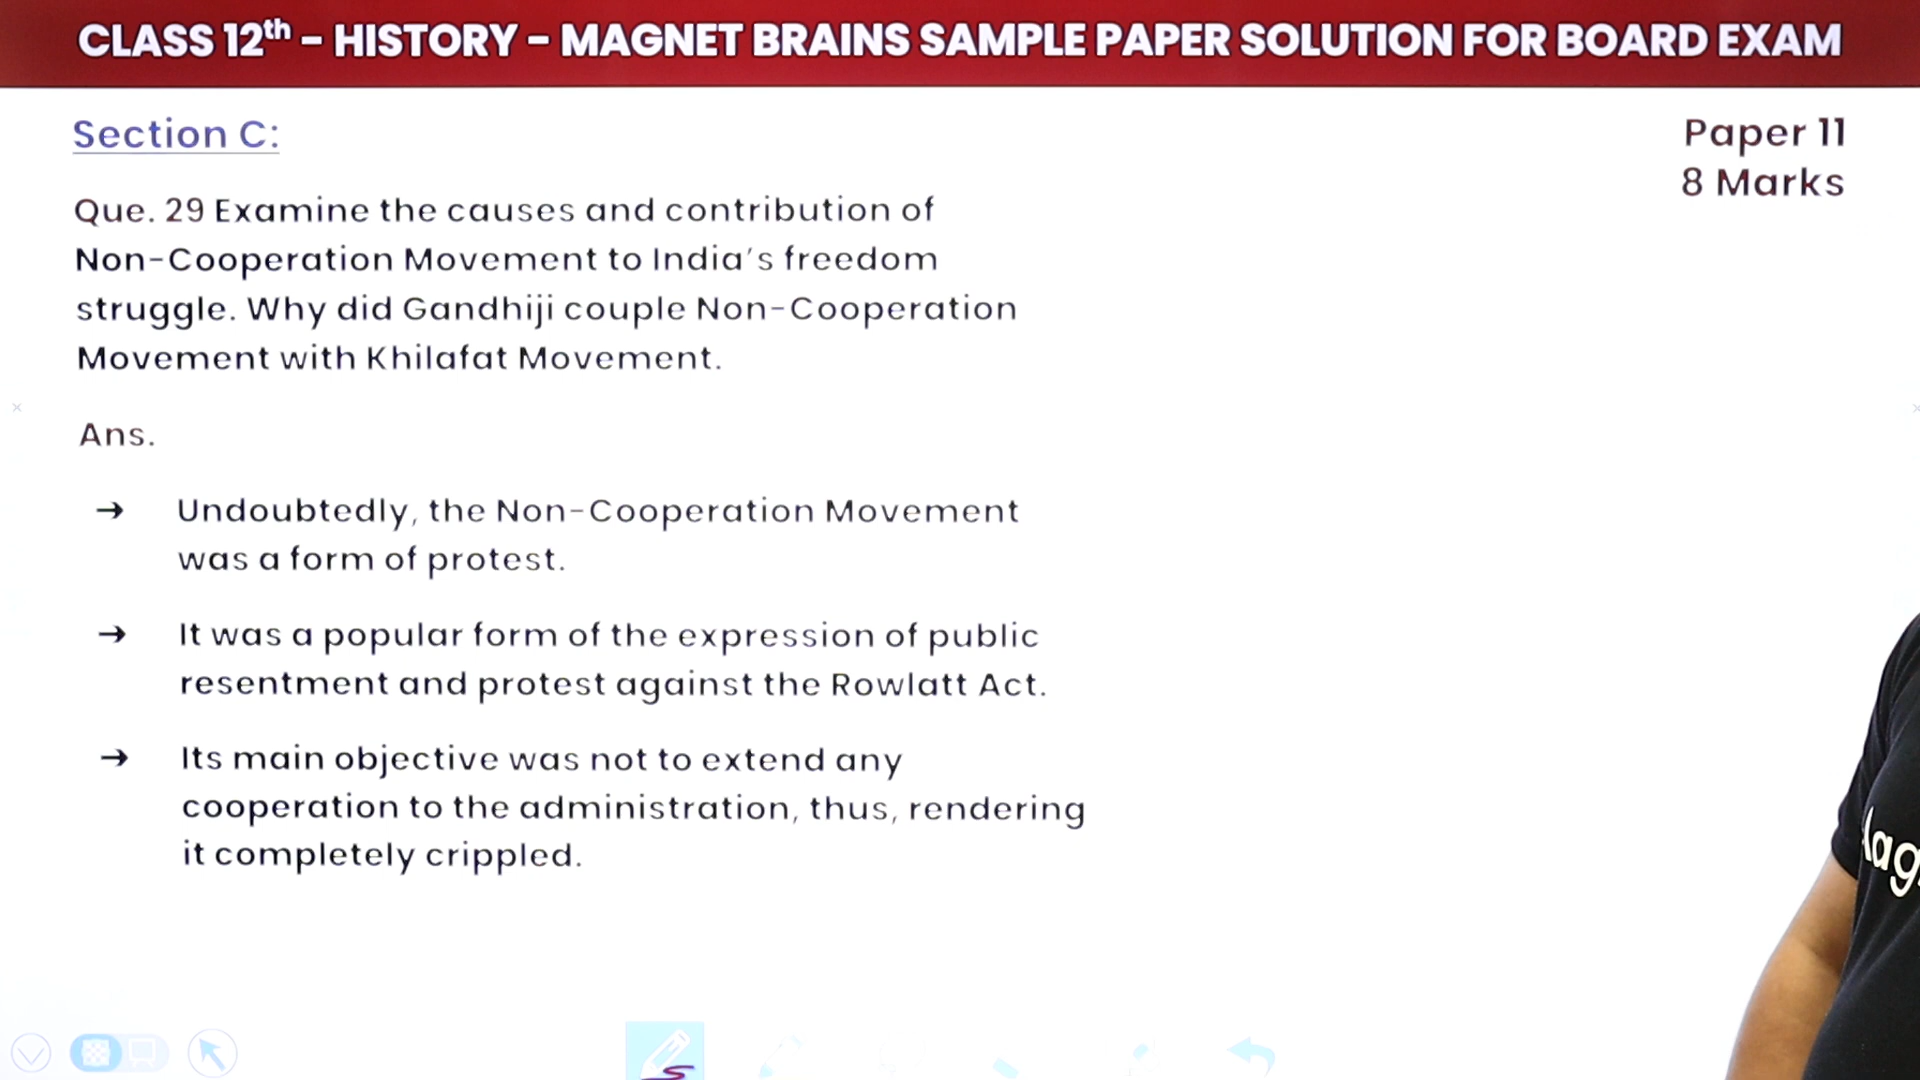 CLASS 12th - HISTORY - MAGNET BRAINS SAMPLE PAPER SOLUTION FOR BOARD EXAM
Section C:
Paper 11
8 Marks
Que. 29 Examine the causes and contribution of
Non-Cooperation Movement to India's freedom
struggle. Why did Gandhiji couple Non-Cooperation
Movement with Khilafat Movement.
Ans.
→ Undoubtedly, the Non-Cooperation Movement
was a form of protest.
→ It was a popular form of the expression of public
resentment and protest against the Rowlatt Act.
→ Its main objective was not to extend any
cooperation to the administration, thus, rendering
it completely crippled.